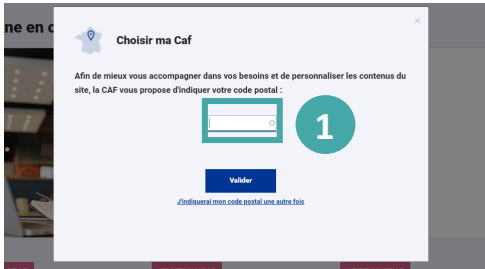 ne en c
Choisir ma Caf
Afin de mieux vous accompagner dans vos besoins et de personnaliser les contenus du
site, la CAF vous propose d'indiquer votre code postal :
1
Valider
J'indiquerai mon code postal une autre fois